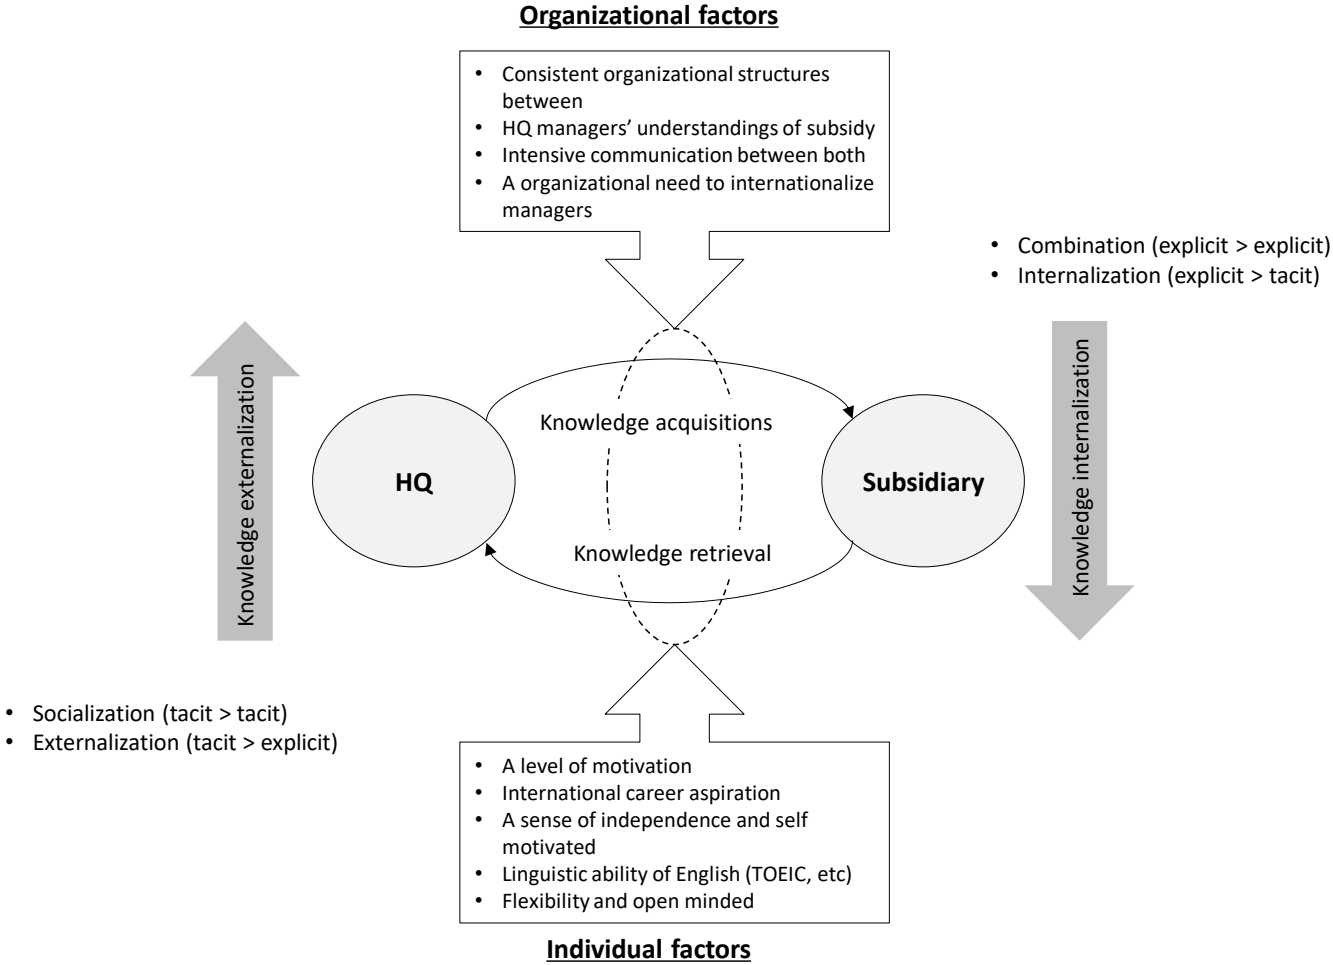 Organizational factors
• Consistent organizational structures
between
• HQ managers’ understandings of subsidy
• Intensive communication between both
• A organizational need to internationalize
managers
• Combination (explicit > explicit)
• Internalization (explicit > tacit)
Knowledge externalization
Knowledge acquisitions
HQ
Subsidiary
Knowledge retrieval
Knowledge internalization
• Socialization (tacit > tacit)
• Externalization (tacit > explicit)
• A level of motivation
• International career aspiration
• A sense of independence and self
motivated
• Linguistic ability of English (TOEIC, etc)
• Flexibility and open minded
Individual factors